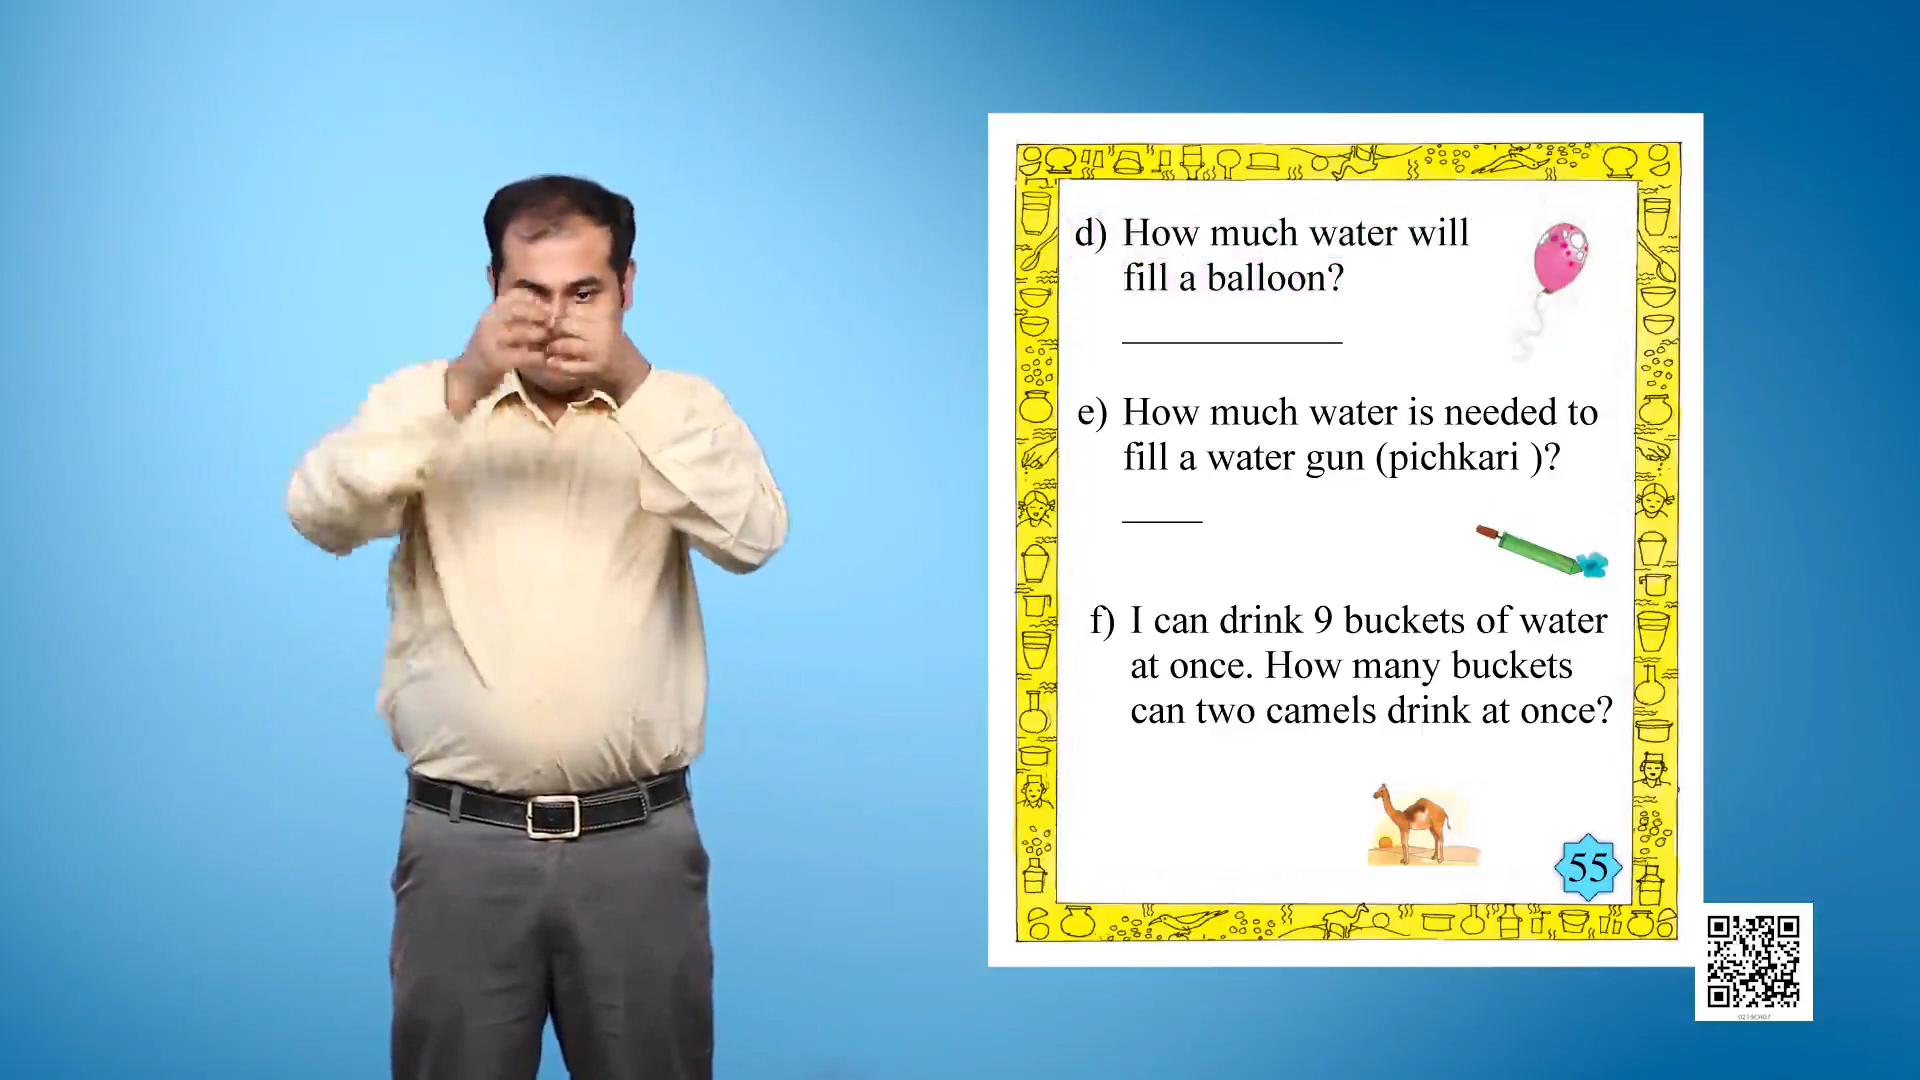 d) How much water will
fill a balloon?
e) How much water is needed to
fill a water gun (pichkari )?
f) I can drink 9 buckets of water
at once. How many buckets
can two camels drink at once?
55
0219CH07